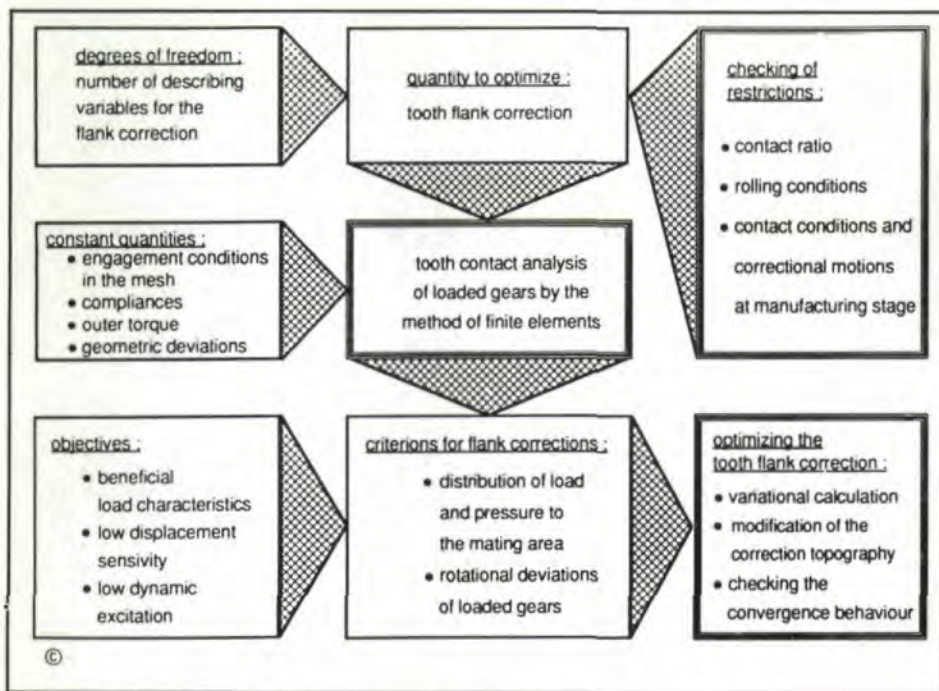 degrees of freedom :
number of describing
variables for the
flank correction
quantity to optimize :
tooth flank correction
checking of
restrictions :
• contact ratio
• rolling conditions
• contact conditions and
correctional motions
at manufacturing stage
constant quantities :
• engagement conditions
in the mesh
• compliances
• outer torque
• geometric deviations
tooth contact analysis
of loaded gears by the
method of finite elements
objectives :
• beneficial
load characteristics
• low displacement
sensivity
• low dynamic
excitation
criterions for flank corrections :
• distribution of load
and pressure to
the mating area
• rotational deviations
of loaded gears
optimizing the
tooth flank correction :
• variational calculation
• modification of the
correction topography
• checking the
convergence behaviour
©